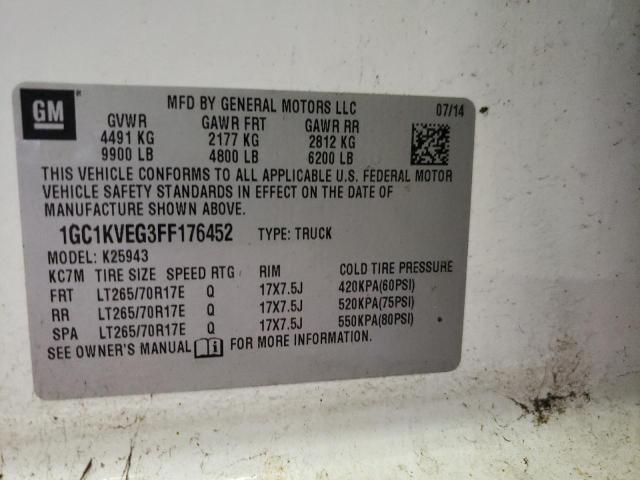 GM
MFD BY GENERAL MOTORS LLC 07/14
GVWR GAWR FRT GAWR RR
4491 KG 2177 KG 2812 KG
9900 LB 4800 LB 6200 LB
THIS VEHICLE CONFORMS TO ALL APPLICABLE U.S. FEDERAL MOTOR
VEHICLE SAFETY STANDARDS IN EFFECT ON THE DATE OF
MANUFACTURE SHOWN ABOVE.
1GC1KVEG3FF176452 TYPE: TRUCK
MODEL: K25943
KC7M TIRE SIZE SPEED RTG RIM COLD TIRE PRESSURE
FRT LT265/70R17E Q 17X7.5J 420KPA(60PSI)
RR LT265/70R17E Q 17X7.5J 520KPA(75PSI)
SPA LT265/70R17E Q 17X7.5J 550KPA(80PSI)
SEE OWNER'S MANUAL FOR MORE INFORMATION.